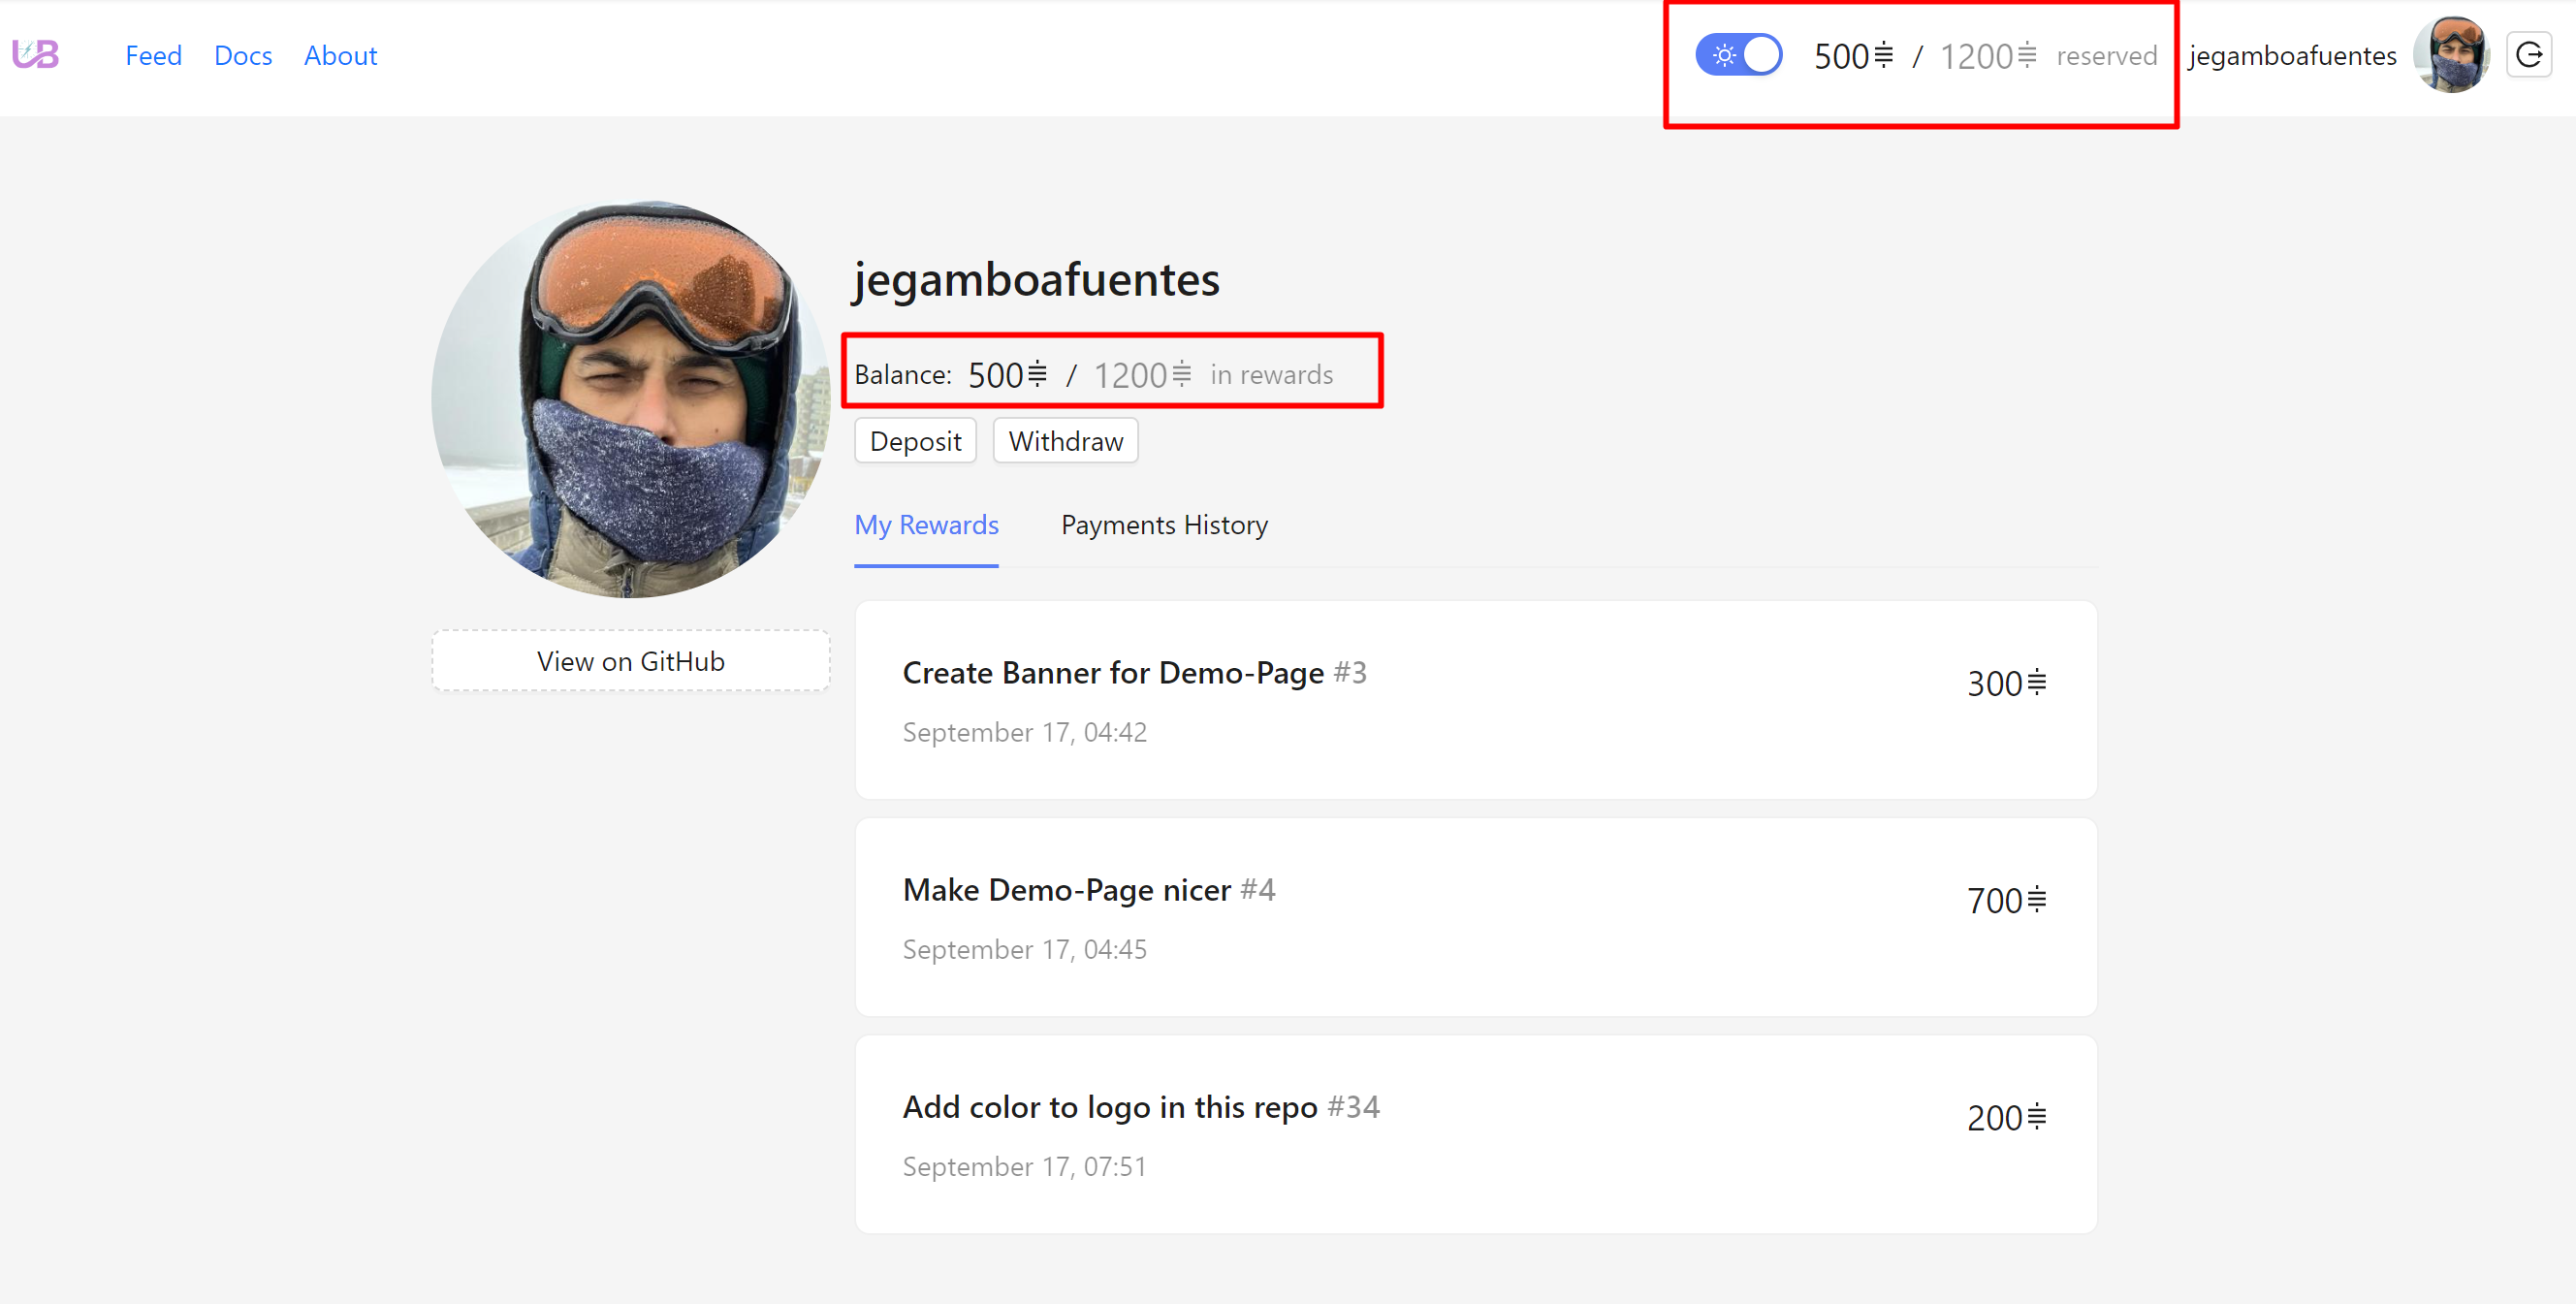 UB Feed Docs About 500 / 1200 reserved jegamboafuentes
jegamboafuentes
Balance: 500 / 1200 in rewards
Deposit Withdraw
My Rewards Payments History
View on GitHub
Create Banner for Demo-Page #3 300
September 17, 04:42
Make Demo-Page nicer #4 700
September 17, 04:45
Add color to logo in this repo #34 200
September 17, 07:51